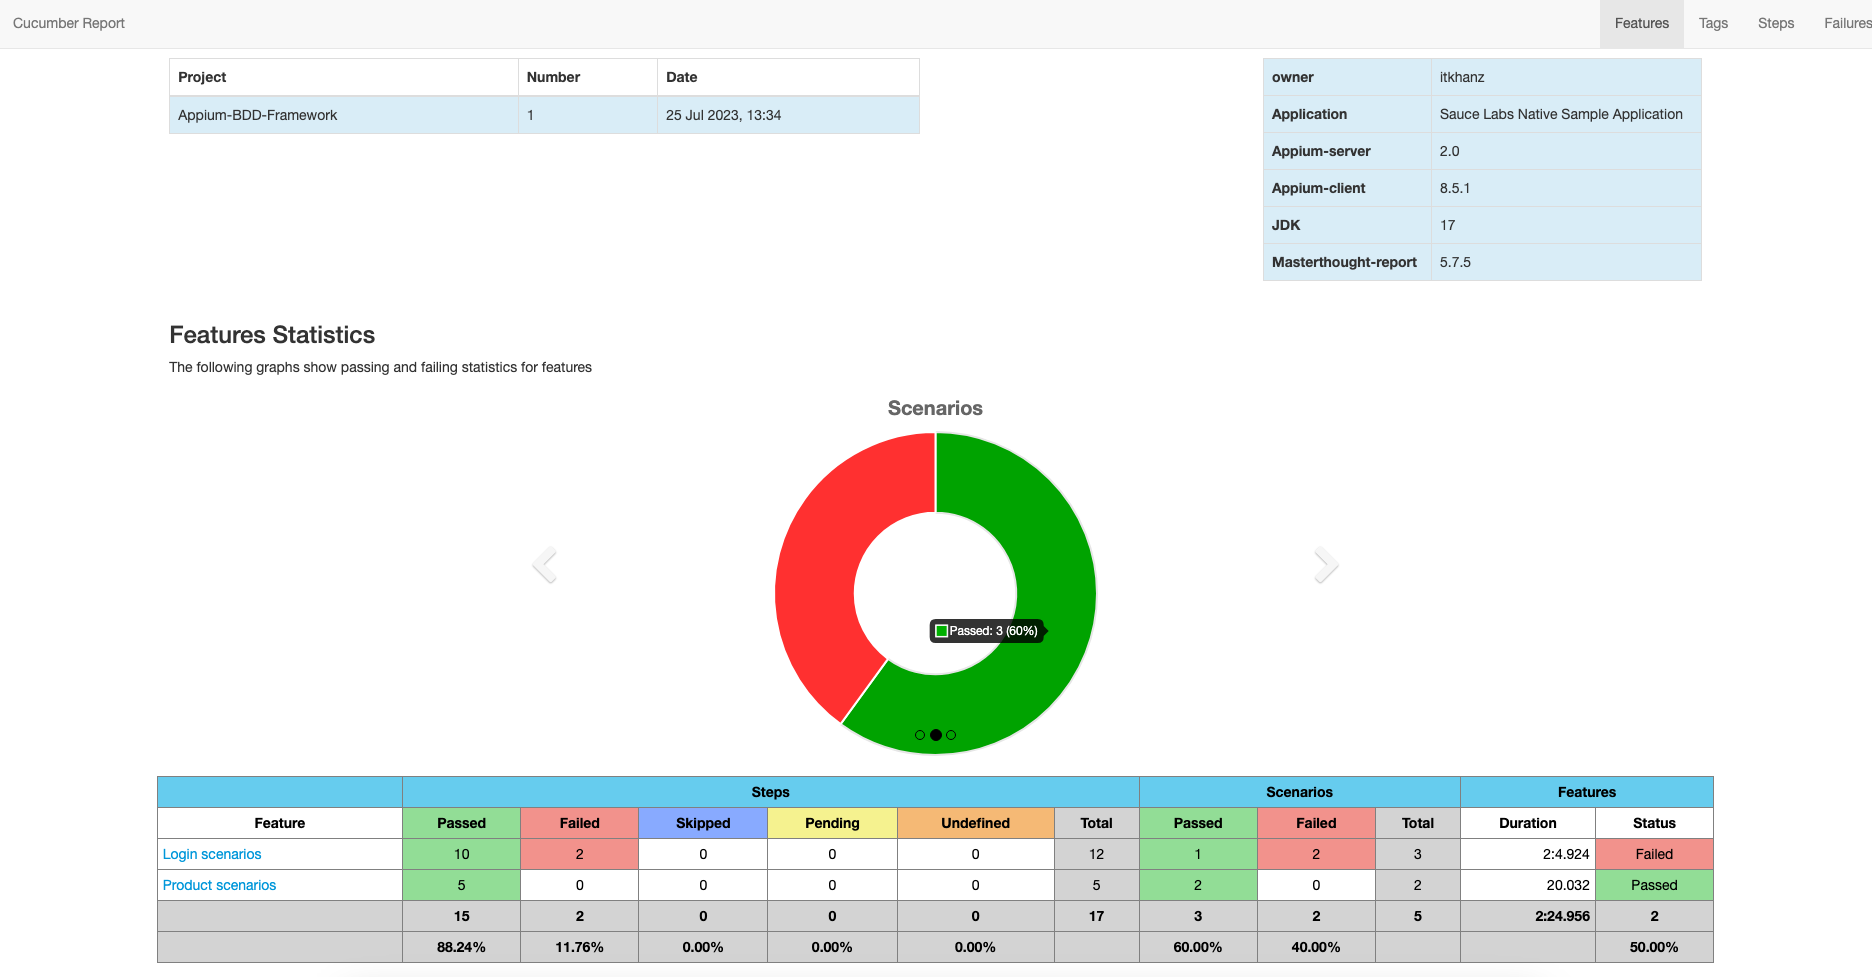 Cucumber Report Features Tags Steps Failures
Project Number Date
Appium-BDD-Framework 1 25 Jul 2023, 13:34
owner itkhanz
Application Sauce Labs Native Sample Application
Appium-server 2.0
Appium-client 8.5.1
JDK 17
Masterthought-report 5.7.5
Features Statistics
The following graphs show passing and failing statistics for features
Scenarios
Passed: 3 (60%)
Steps Scenarios Features
Feature Passed Failed Skipped Pending Undefined Total Passed Failed Total Duration Status
Login scenarios 10 2 0 0 0 12 1 2 3 2:4.924 Failed
Product scenarios 5 0 0 0 0 5 2 0 2 20.032 Passed
15 2 0 0 0 17 3 2 5 2:24.956 2
88.24% 11.76% 0.00% 0.00% 0.00% 60.00% 40.00% 50.00%